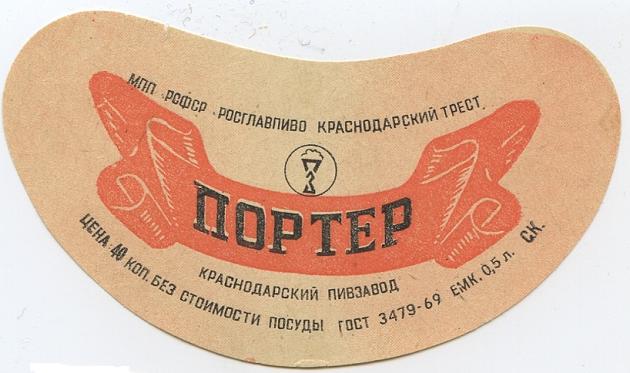 МПП РСФСР РОСГЛАВПИВО КРАСНОДАРСКИЙ ТРЕСТ
ПОРТЕР
КРАСНОДАРСКИЙ ПИВЗАВОД
ЦЕНА 40 КОП. БЕЗ СТОИМОСТИ ПОСУДЫ ГОСТ 3479-69 ЕМК. 0,5 л. С.К.